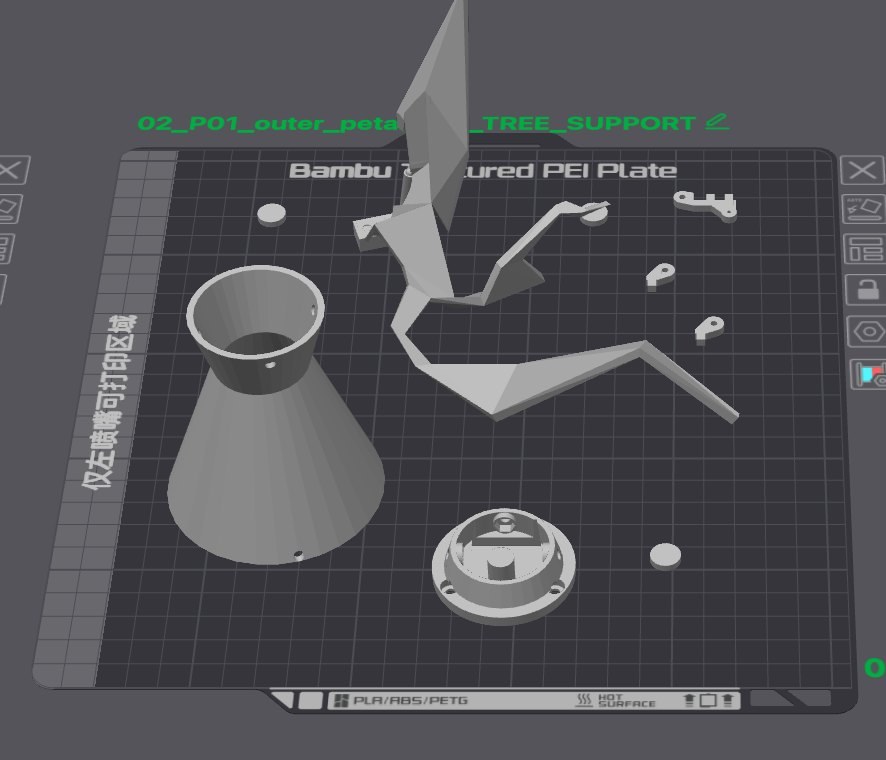 02_P01_outer_peta
_TREE_SUPPORT
Bambu T
ured PEI Plate
仅左喷嘴可打印区域
PLA/ABS/PETG
HOT
SURFACE